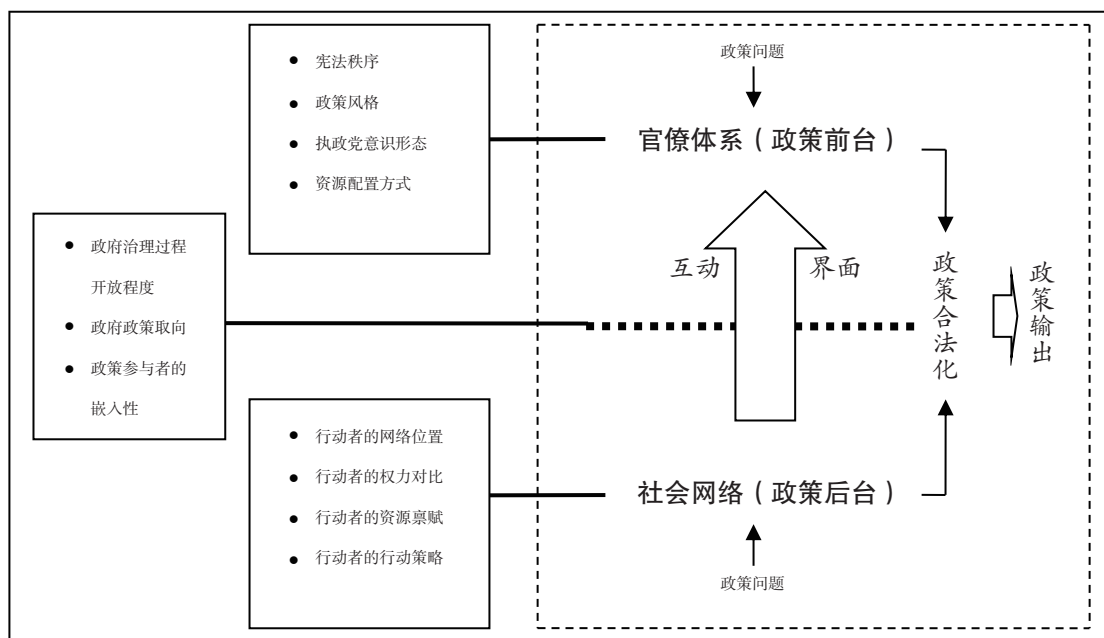 宪法秩序
政策风格
执政党意识形态
资源配置方式
政府治理过程
开放程度
政府政策取向
政策参与者的
嵌入性
行动者的网络位置
行动者的权力对比
行动者的资源禀赋
行动者的行动策略
政策问题
官僚体系（政策前台）
互动 界面
社会网络（政策后台）
政策问题
政策合法化
政策输出